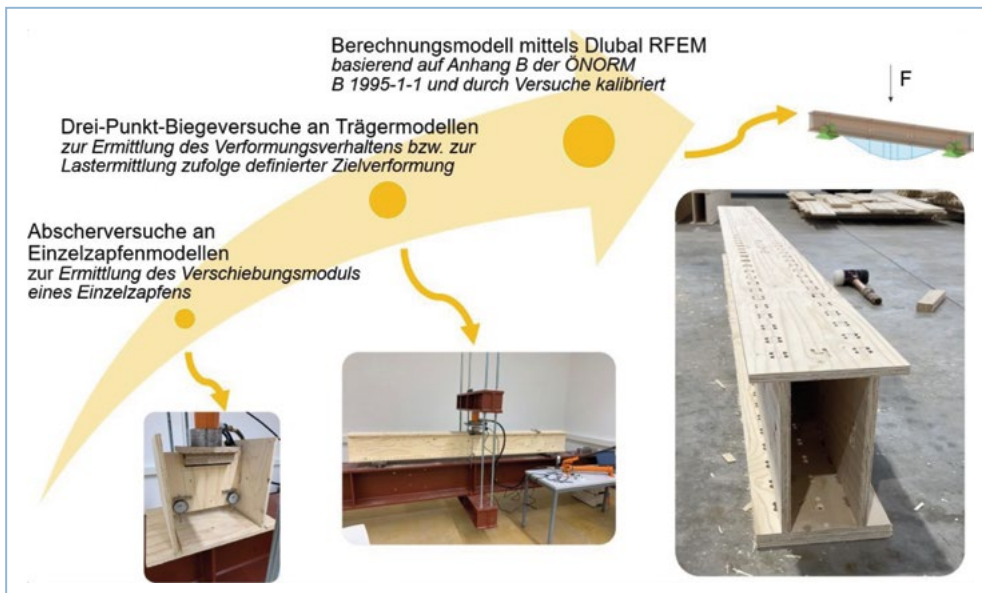 Berechnungsmodell mittels Dlubal RFEM
basierend auf Anhang B der ÖNORM
B 1995-1-1 und durch Versuche kalibriert
F
Drei-Punkt-Biegeversuche an Trägermodellen
zur Ermittlung des Verformungsverhaltens bzw. zur
Lastermittlung zufolge definierter Zielverformung
Abscherversuche an
Einzelzapfenmodellen
zur Ermittlung des Verschiebungsmoduls
eines Einzelzapfens